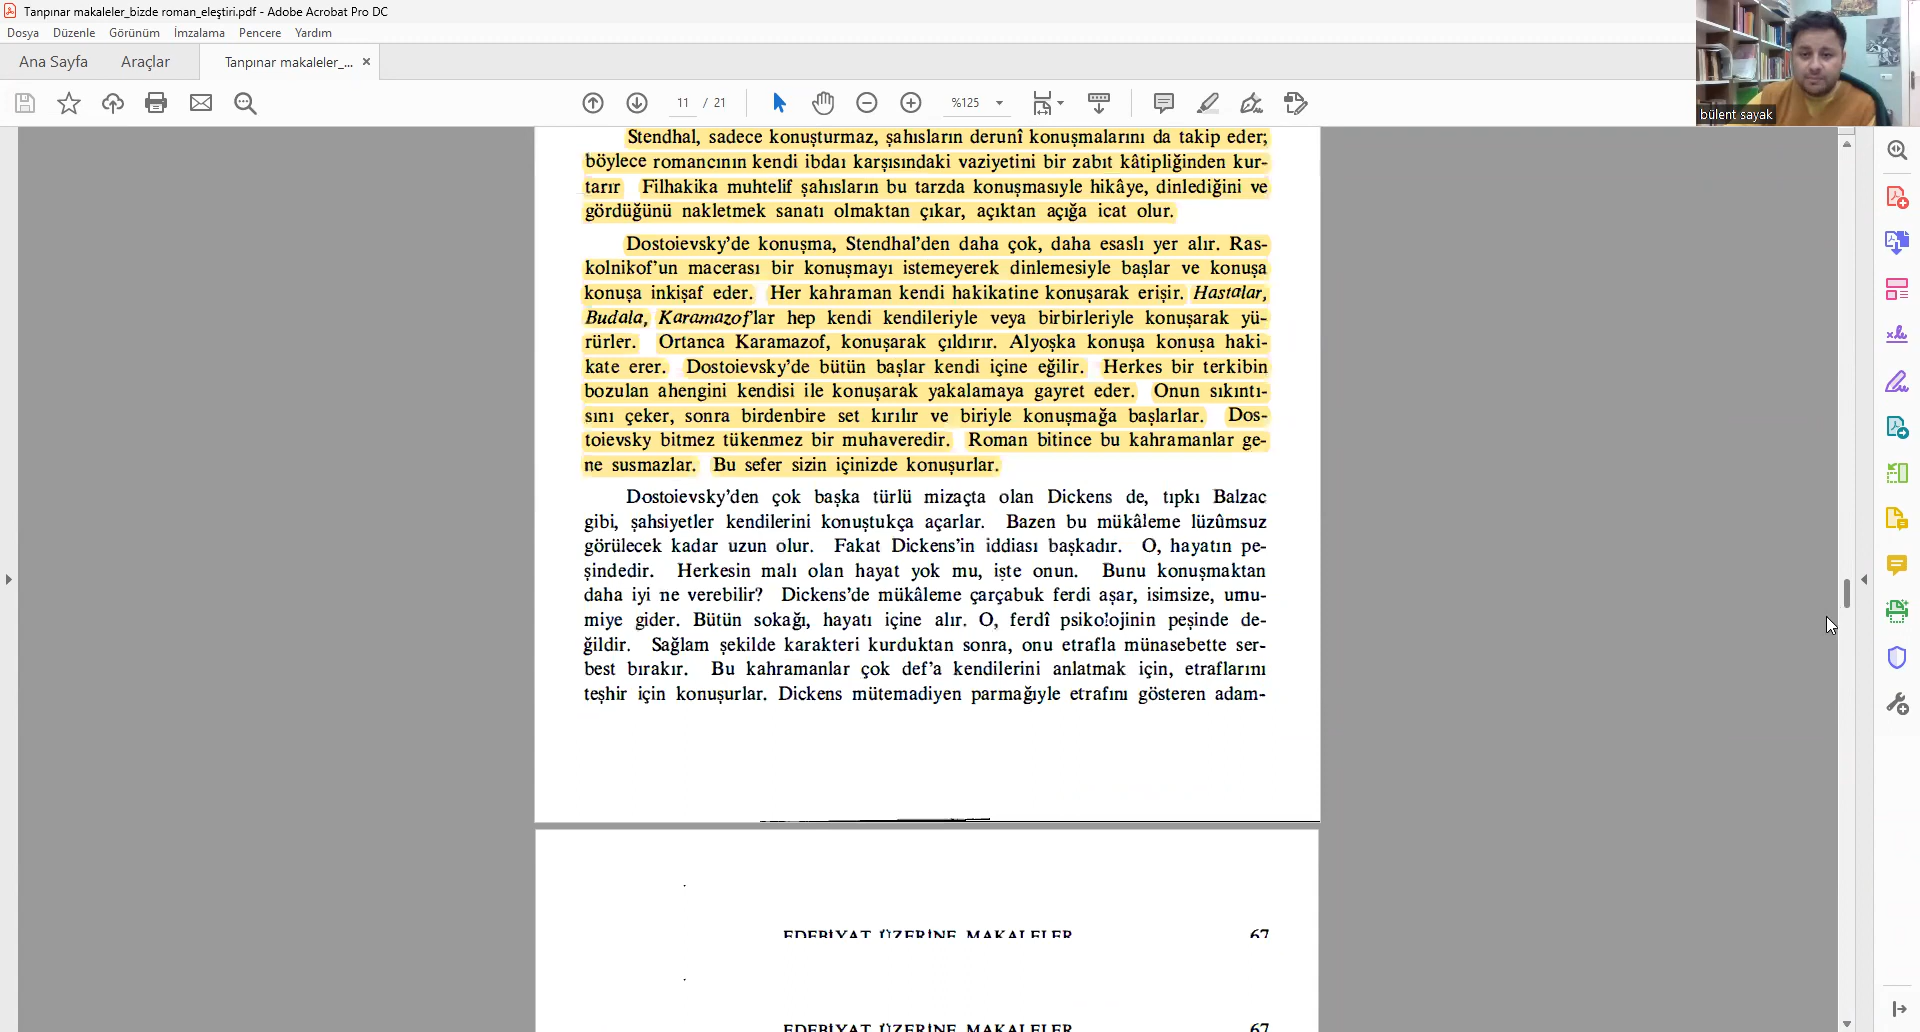 Tanpınar makaleler_bizde roman_eleştiri.pdf - Adobe Acrobat Pro DC
Dosya Düzenle Görünüm İmzalama Pencere Yardım
Ana Sayfa Araçlar Tanpınar makaleler_... ×
11 / 21 %125
bülent sayak
Stendhal, sadece konuşturmaz, şahısların derunî konuşmalarını da takip eder;
böylece romancının kendi ibdaı karşısındaki vaziyetini bir zabıt kâtipliğinden kur-
tarır Filhakika muhtelif şahısların bu tarzda konuşmasıyle hikâye, dinlediğini ve
gördüğünü nakletmek sanatı olmaktan çıkar, açıktan açığa icat olur.
Dostoievsky'de konuşma, Stendhal'den daha çok, daha esaslı yer alır. Ras-
kolnikof'un macerası bir konuşmayı istemeyerek dinlemesiyle başlar ve konuşa
konuşa inkişaf eder. Her kahraman kendi hakikatine konuşarak erişir. Hastalar,
Budala, Karamazof'lar hep kendi kendileriyle veya birbirleriyle konuşarak yü-
rürler. Ortanca Karamazof, konuşarak çıldırır. Alyoşka konuşa konuşa haki-
kate erer. Dostoievsky'de bütün başlar kendi içine eğilir. Herkes bir terkibin
bozulan ahengini kendisi ile konuşarak yakalamaya gayret eder. Onun sıkıntı-
sını çeker, sonra birdenbire set kırılır ve biriyle konuşmağa başlarlar. Dos-
toievsky bitmez tükenmez bir muhaveredir. Roman bitince bu kahramanlar ge-
ne susmazlar. Bu sefer sizin içinizde konuşurlar.
Dostoievsky'den çok başka türlü mizaçta olan Dickens de, tıpkı Balzac
gibi, şahsiyetler kendilerini konuştukça açarlar. Bazen bu mükâleme lüzûmsuz
görülecek kadar uzun olur. Fakat Dickens'in iddiası başkadır. O, hayatın pe-
şindedir. Herkesin malı olan hayat yok mu, işte onun. Bunu konuşmaktan
daha iyi ne verebilir? Dickens'de mükâleme çarçabuk ferdi aşar, isimsize, umu-
miye gider. Bütün sokağı, hayatı içine alır. O, ferdî psikolojinin peşinde de-
ğildir. Sağlam şekilde karakteri kurduktan sonra, onu etrafla münasebette ser-
best bırakır. Bu kahramanlar çok def'a kendilerini anlatmak için, etraflarını
teşhir için konuşurlar. Dickens mütemadiyen parmağıyle etrafını gösteren adam-
EDEBİYAT ÜZERİNE MAKALELER 67
EDEBİYAT ÜZERİNE MAKALELER 67